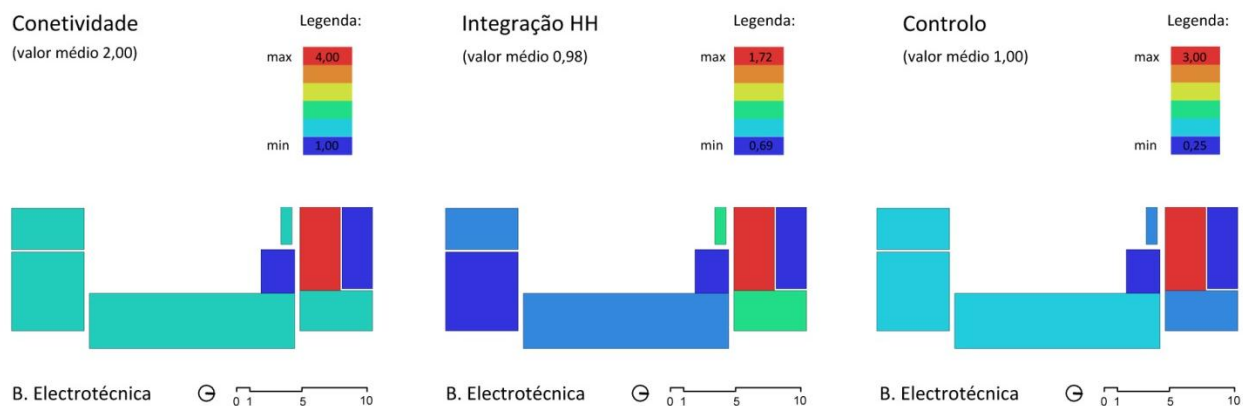 Conetividade
(valor médio 2,00)
Legenda:
max 4,00
min 1,00
B. Electrotécnica
0 1 5 10
Integração HH
(valor médio 0,98)
Legenda:
max 1,72
min 0,69
B. Electrotécnica
0 1 5 10
Controlo
(valor médio 1,00)
Legenda:
max 3,00
min 0,25
B. Electrotécnica
0 1 5 10